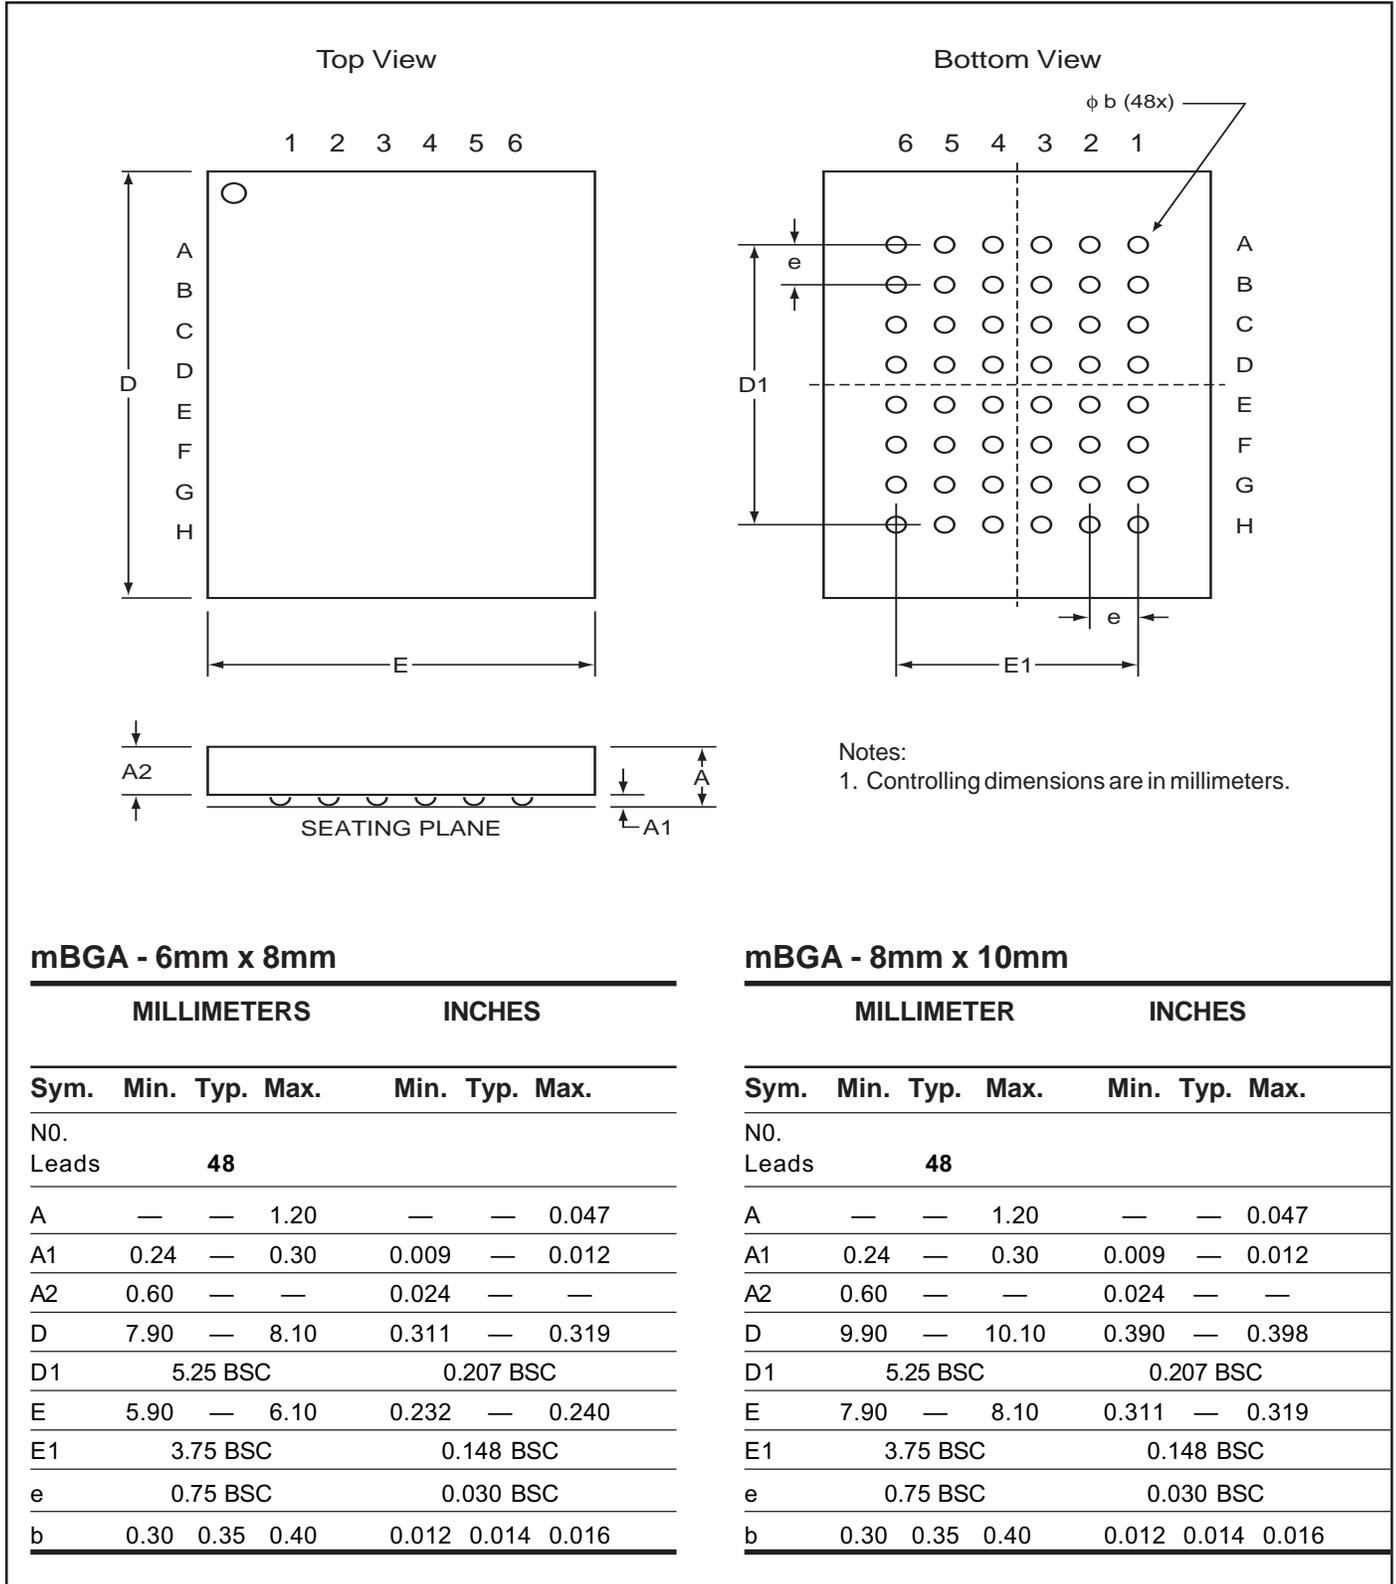 Top View
1 2 3 4 5 6
A
B
C
D
E
F
G
H
D
E
Bottom View
ϕ b (48x)
6 5 4 3 2 1
e
D1
A
B
C
D
E
F
G
H
e
E1
A2
SEATING PLANE
A
A1
Notes:
1. Controlling dimensions are in millimeters.
mBGA - 6mm x 8mm
MILLIMETERS INCHES
Sym. Min. Typ. Max. Min. Typ. Max.
N0.
Leads 48
A — — 1.20 — — 0.047
A1 0.24 — 0.30 0.009 — 0.012
A2 0.60 — — 0.024 — —
D 7.90 — 8.10 0.311 — 0.319
D1 5.25 BSC 0.207 BSC
E 5.90 — 6.10 0.232 — 0.240
E1 3.75 BSC 0.148 BSC
e 0.75 BSC 0.030 BSC
b 0.30 0.35 0.40 0.012 0.014 0.016
mBGA - 8mm x 10mm
MILLIMETER INCHES
Sym. Min. Typ. Max. Min. Typ. Max.
N0.
Leads 48
A — — 1.20 — — 0.047
A1 0.24 — 0.30 0.009 — 0.012
A2 0.60 — — 0.024 — —
D 9.90 — 10.10 0.390 — 0.398
D1 5.25 BSC 0.207 BSC
E 7.90 — 8.10 0.311 — 0.319
E1 3.75 BSC 0.148 BSC
e 0.75 BSC 0.030 BSC
b 0.30 0.35 0.40 0.012 0.014 0.016